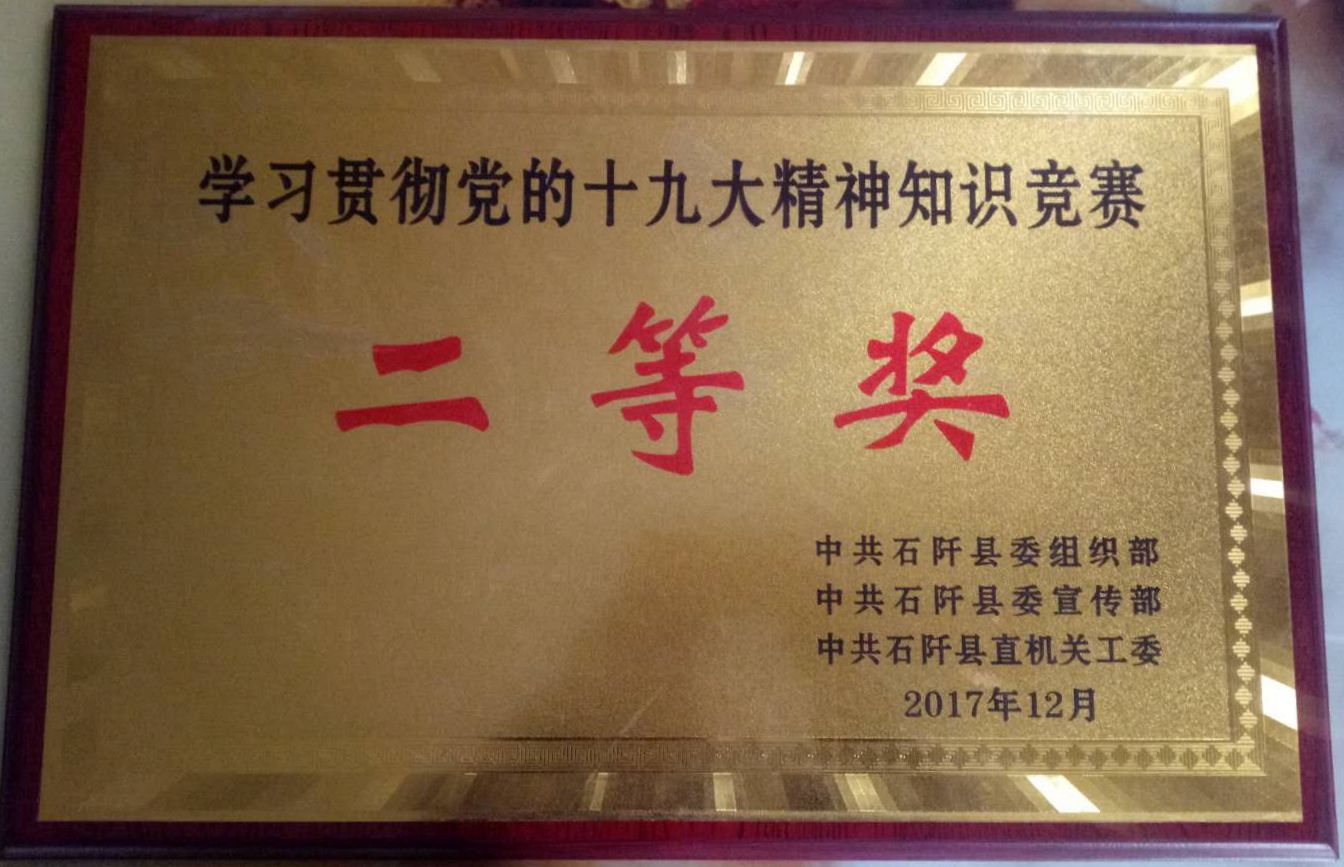 学习贯彻党的十九大精神知识竞赛
二等奖
中共石阡县委组织部
中共石阡县委宣传部
中共石阡县直机关工委
2017年12月